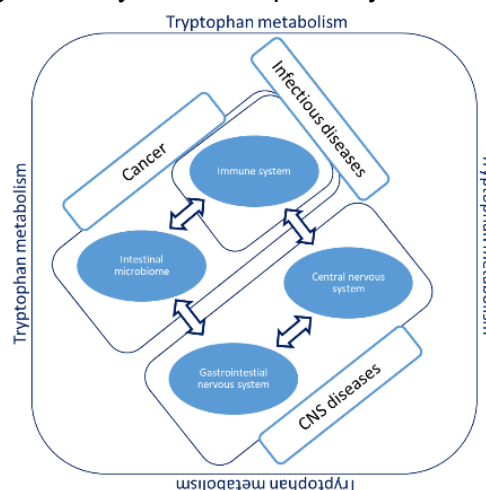 Tryptophan metabolism
Infectious diseases
Cancer
Immune system
Tryptophan metabolism
Tryptophan metabolism
Intestinal
microbiome
Central nervous
system
Gastrointestial
nervous system
CNS diseases
Tryptophan metabolism